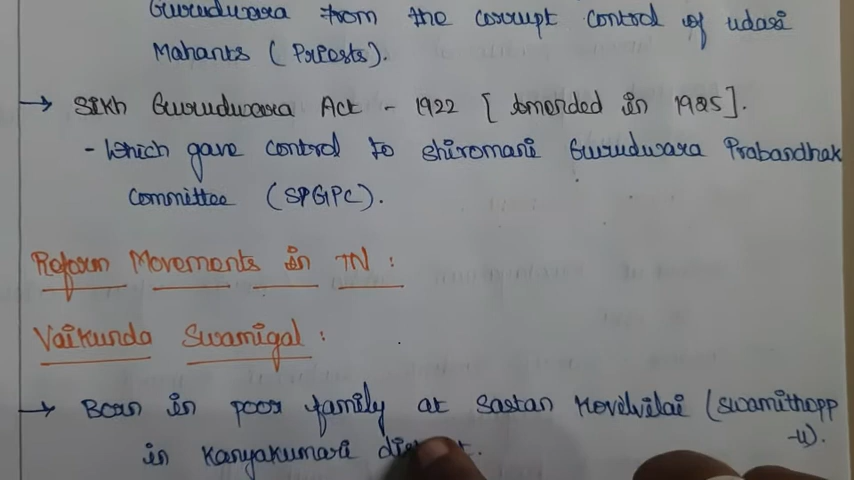 Gurudwara from the corrupt control of udasi
Mahants (Priests).
→ Sikh Gurudwara Act - 1922 [Amended in 1925].
- Which gave control to Shiromani Gurudwara Prabandhak
Committee (SPGPC).
Reform Movements in TN :
Vaikunda Swamigal :
→ Born in poor family at Sastan Kovilvilai (Swamithopp
-u).
in Kanyakumari